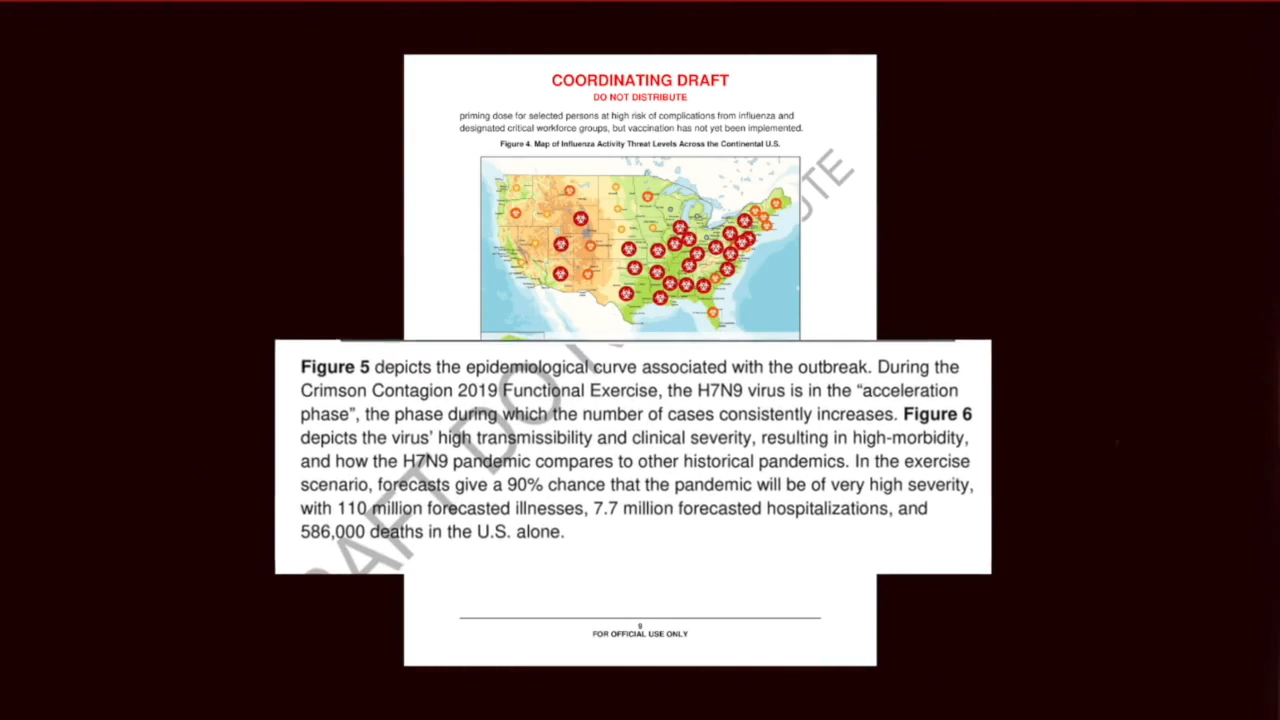 COORDINATING DRAFT
DO NOT DISTRIBUTE
priming dose for selected persons at high risk of complications from influenza and
designated critical workforce groups, but vaccination has not yet been implemented.
Figure 4. Map of Influenza Activity Threat Levels Across the Continental U.S.
Figure 5 depicts the epidemiological curve associated with the outbreak. During the
Crimson Contagion 2019 Functional Exercise, the H7N9 virus is in the “acceleration
phase”, the phase during which the number of cases consistently increases. Figure 6
depicts the virus’ high transmissibility and clinical severity, resulting in high-morbidity,
and how the H7N9 pandemic compares to other historical pandemics. In the exercise
scenario, forecasts give a 90% chance that the pandemic will be of very high severity,
with 110 million forecasted illnesses, 7.7 million forecasted hospitalizations, and
586,000 deaths in the U.S. alone.
FOR OFFICIAL USE ONLY